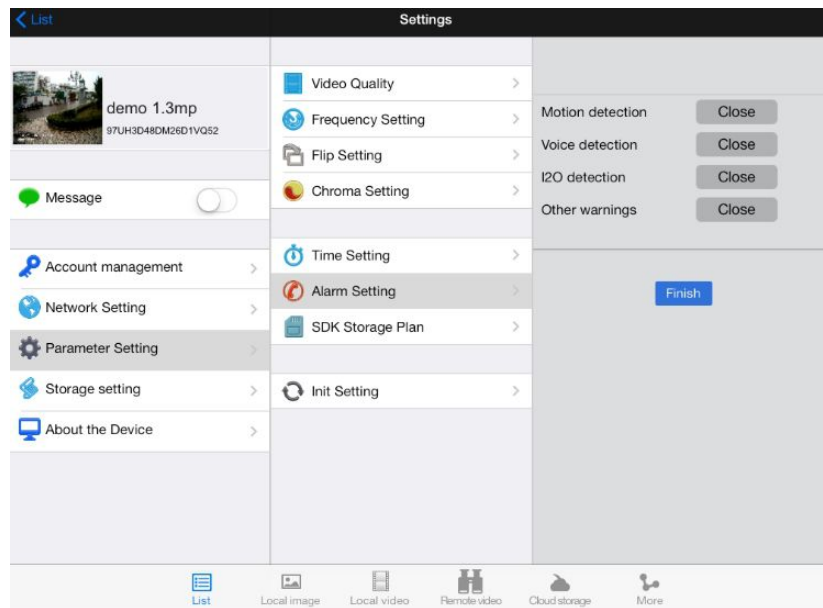 List
Settings
demo 1.3mp
97UH3D48DM26D1VQ52
Message
Account management
Network Setting
Parameter Setting
Storage setting
About the Device
Video Quality
Frequency Setting
Flip Setting
Chroma Setting
Time Setting
Alarm Setting
SDK Storage Plan
Init Setting
Motion detection Close
Voice detection Close
I2O detection Close
Other warnings Close
Finish
List Local image Local video Remote video Cloud storage More